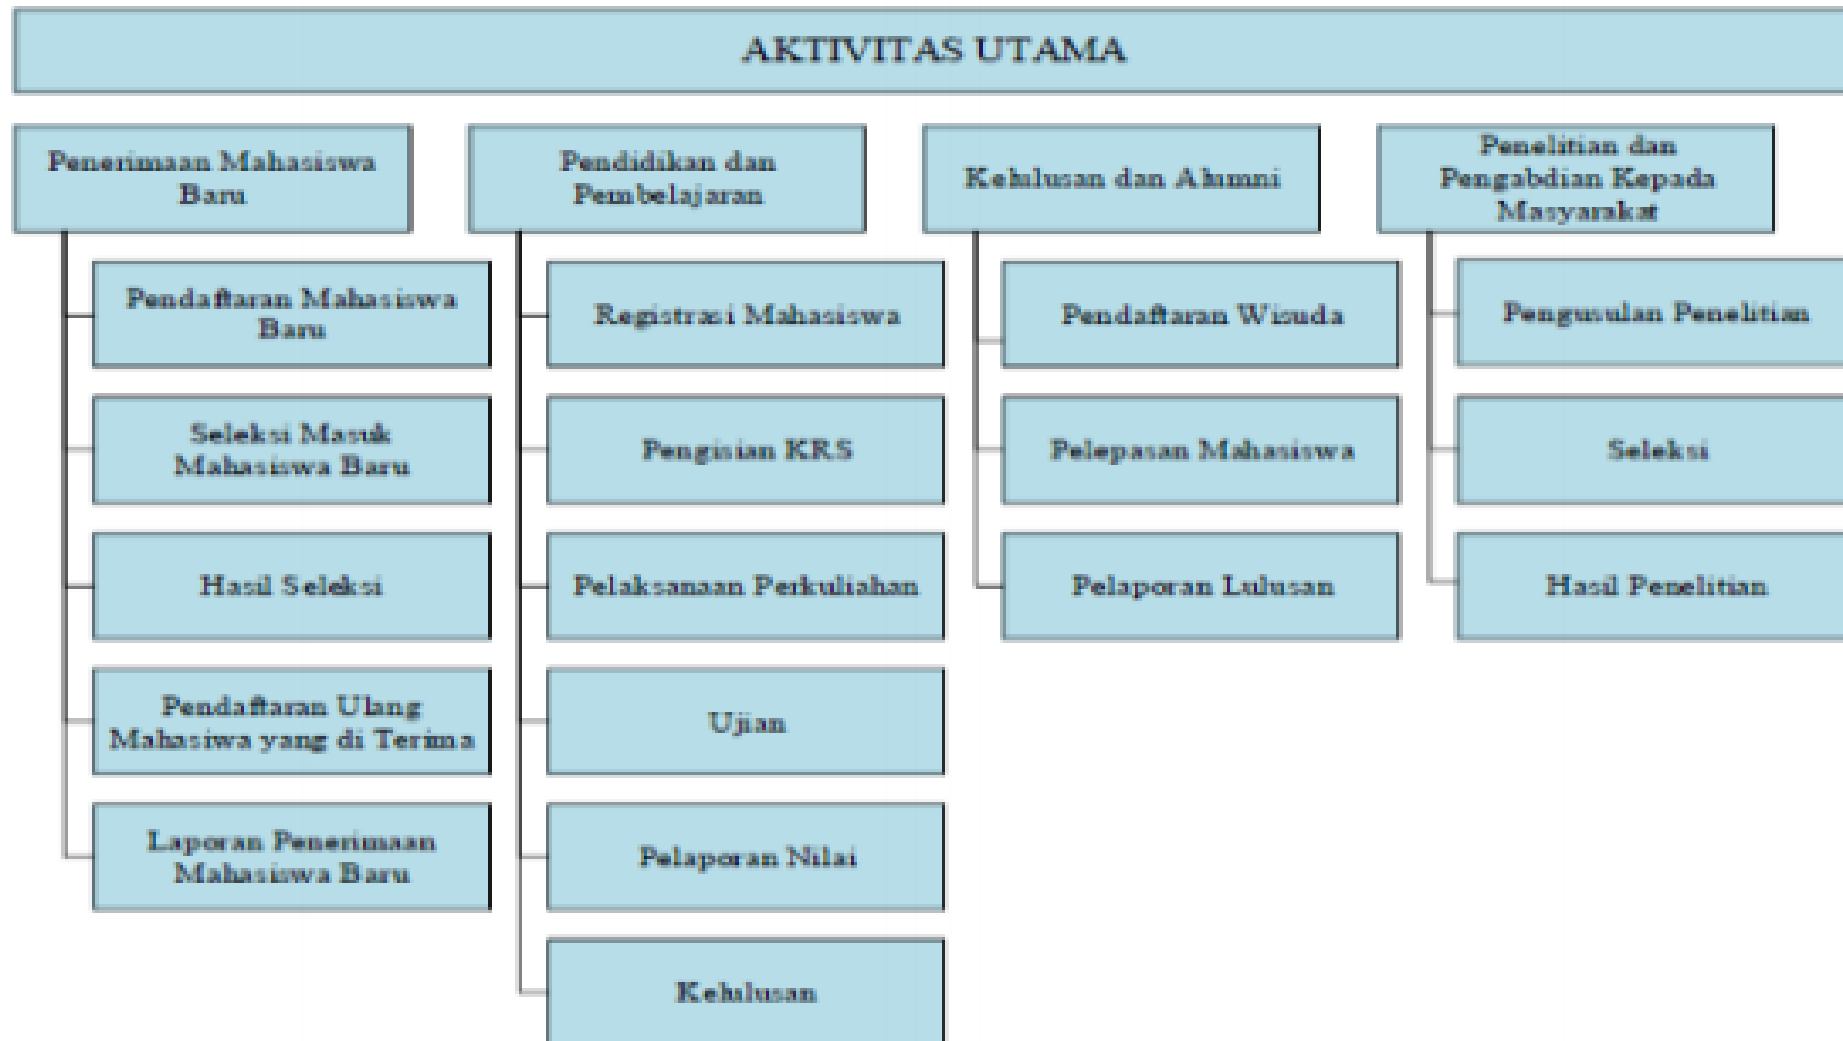 AKTIVITAS UTAMA
Penerimaan Mahasiswa
Baru
Pendaftaran Mahasiswa
Baru
Seleksi Masuk
Mahasiswa Baru
Hasil Seleksi
Pendaftaran Ulang
Mahasiwa yang di Terima
Laporan Penerimaan
Mahasiswa Baru
Pendidikan dan
Pembelajaran
Registrasi Mahasiswa
Pengisian KRS
Pelaksanaan Perkuliahan
Ujian
Pelaporan Nilai
Kelulusan
Kelulusan dan Alumni
Pendaftaran Wisuda
Pelepasan Mahasiswa
Pelaporan Lulusan
Penelitian dan
Pengabdian Kepada
Masyarakat
Pengusulan Penelitian
Seleksi
Hasil Penelitian